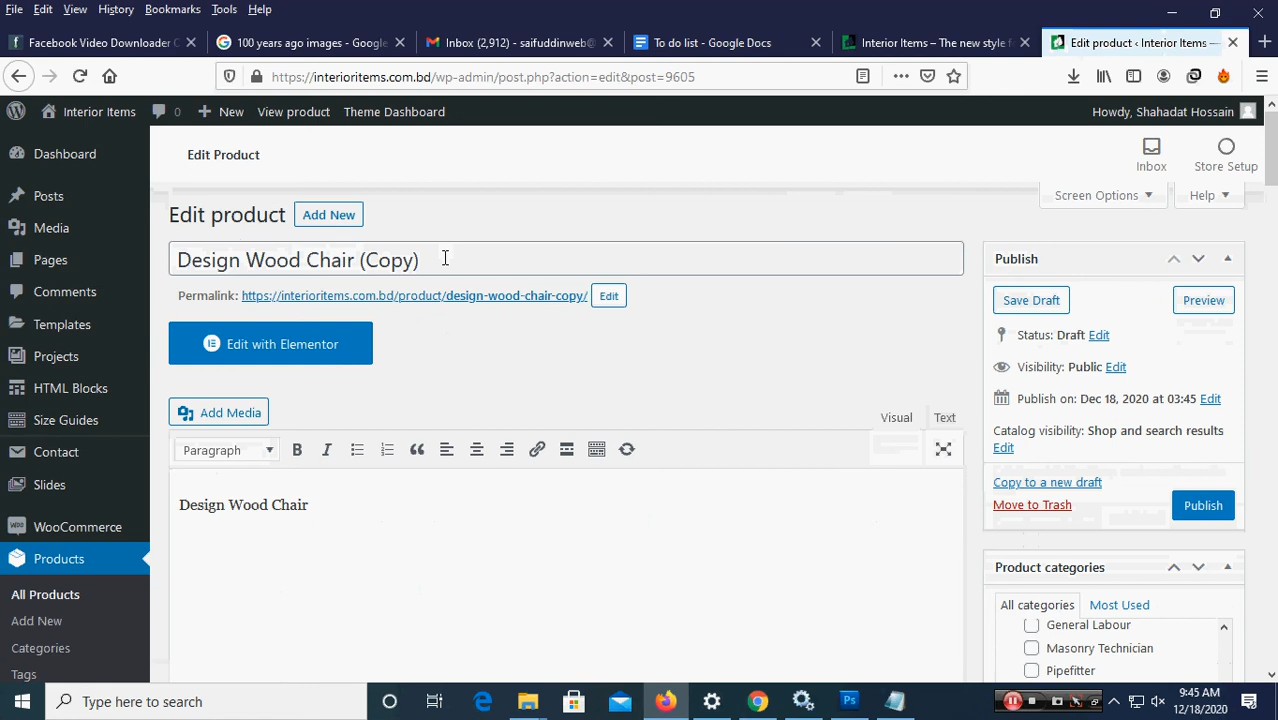 File Edit View History Bookmarks Tools Help
Facebook Video Downloader C
100 years ago images - Google
Inbox (2,912) - saifuddinweb@
To do list - Google Docs
Interior Items – The new style f
Edit product ‹ Interior Items —
https://interioritems.com.bd/wp-admin/post.php?action=edit&post=9605
Interior Items 0 New View product Theme Dashboard Howdy, Shahadat Hossain
Dashboard
Posts
Media
Pages
Comments
Templates
Projects
HTML Blocks
Size Guides
Contact
Slides
WooCommerce
Products
All Products
Add New
Categories
Tags
Edit Product
Inbox
Store Setup
Screen Options
Help
Edit product Add New
Design Wood Chair (Copy)
Permalink: https://interioritems.com.bd/product/design-wood-chair-copy/ Edit
Edit with Elementor
Add Media
Visual Text
Paragraph
Design Wood Chair
Publish
Save Draft Preview
Status: Draft Edit
Visibility: Public Edit
Publish on: Dec 18, 2020 at 03:45 Edit
Catalog visibility: Shop and search results
Edit
Copy to a new draft
Move to Trash
Publish
Product categories
All categories Most Used
General Labour
Masonry Technician
Pipefitter
Type here to search
9:45 AM
12/18/2020